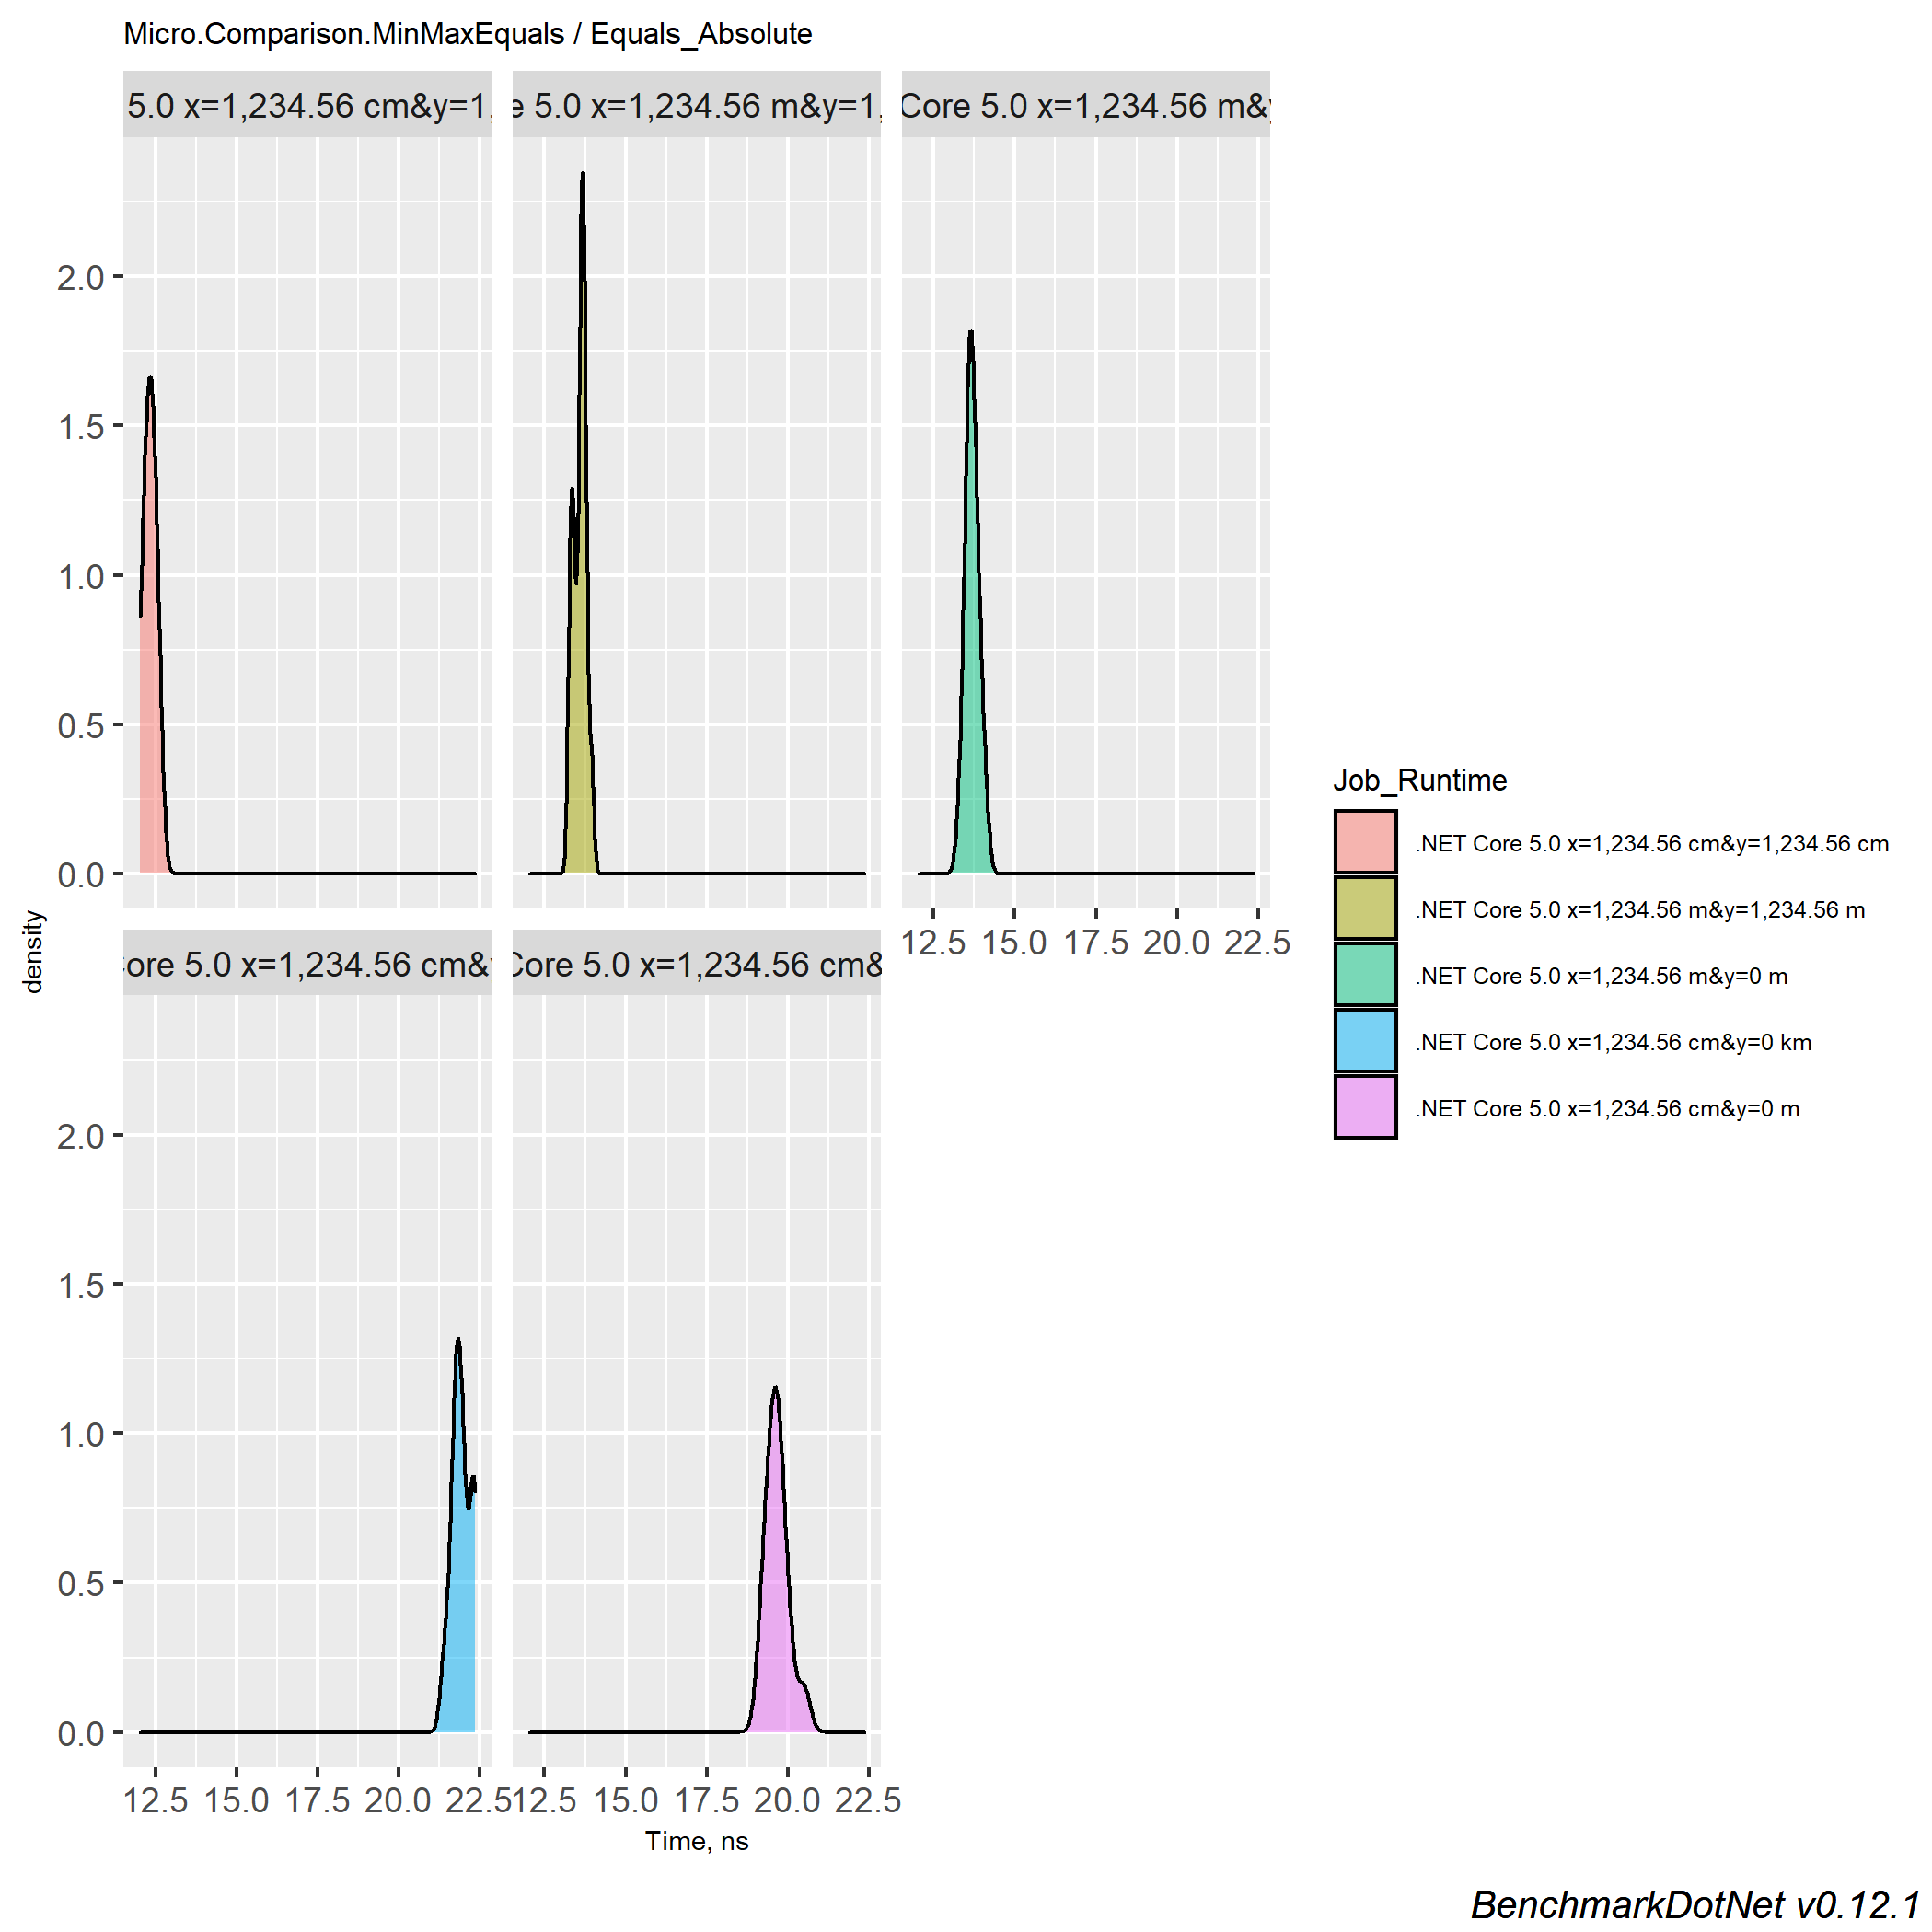 Micro.Comparison.MinMaxEquals / Equals_Absolute
5.0 x=1,234.56 cm&y=1,
e 5.0 x=1,234.56 m&y=1,
Core 5.0 x=1,234.56 m&y
2.0
1.5
1.0
0.5
0.0
12.5 15.0 17.5 20.0 22.5
density
Core 5.0 x=1,234.56 cm&y
Core 5.0 x=1,234.56 cm&
2.0
1.5
1.0
0.5
0.0
12.5 15.0 17.5 20.0 22.5
12.5 15.0 17.5 20.0 22.5
Time, ns
Job_Runtime
.NET Core 5.0 x=1,234.56 cm&y=1,234.56 cm
.NET Core 5.0 x=1,234.56 m&y=1,234.56 m
.NET Core 5.0 x=1,234.56 m&y=0 m
.NET Core 5.0 x=1,234.56 cm&y=0 km
.NET Core 5.0 x=1,234.56 cm&y=0 m
BenchmarkDotNet v0.12.1